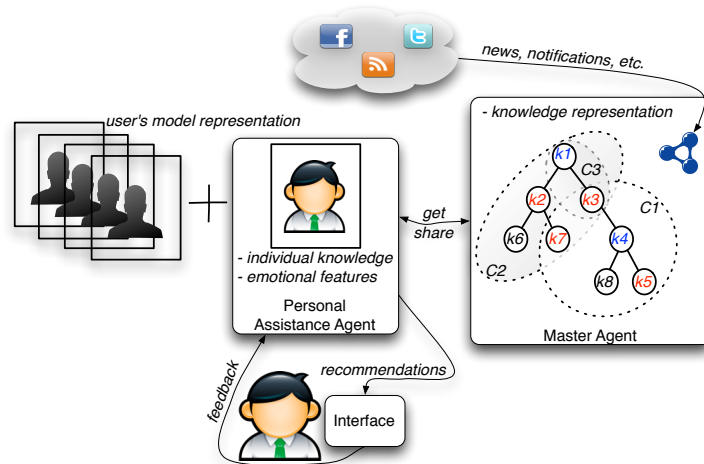 f
t
news, notifications, etc.
user's model representation
- knowledge representation
k1
C3
k2
k3
C1
get
share
k6
k7
k4
- individual knowledge
- emotional features
C2
k8
k5
Personal
Assistance Agent
Master Agent
recommendations
feedback
Interface